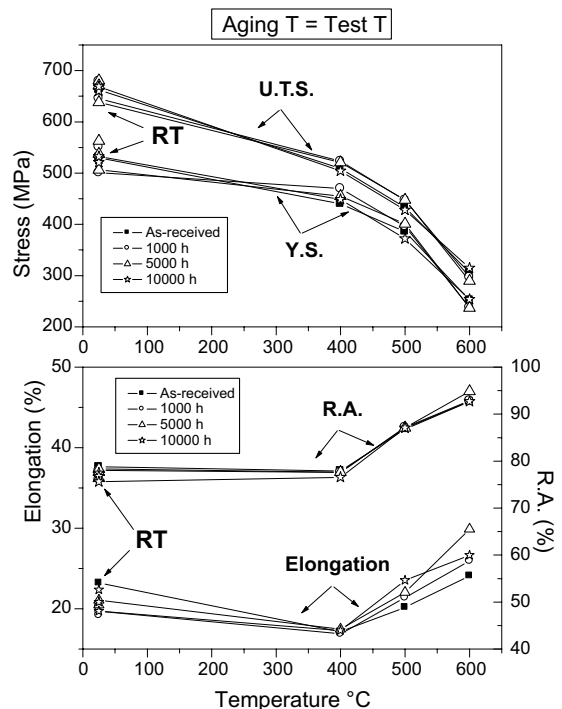 Aging T = Test T
Stress (MPa)
700
600
500
400
300
200
U.T.S.
RT
Y.S.
As-received
1000 h
5000 h
10000 h
0 100 200 300 400 500 600
Elongation (%)
50
40
30
20
As-received
1000 h
5000 h
10000 h
R.A.
RT
Elongation
100
90
80
70
60
50
40
R.A. (%)
0 100 200 300 400 500 600
Temperature °C